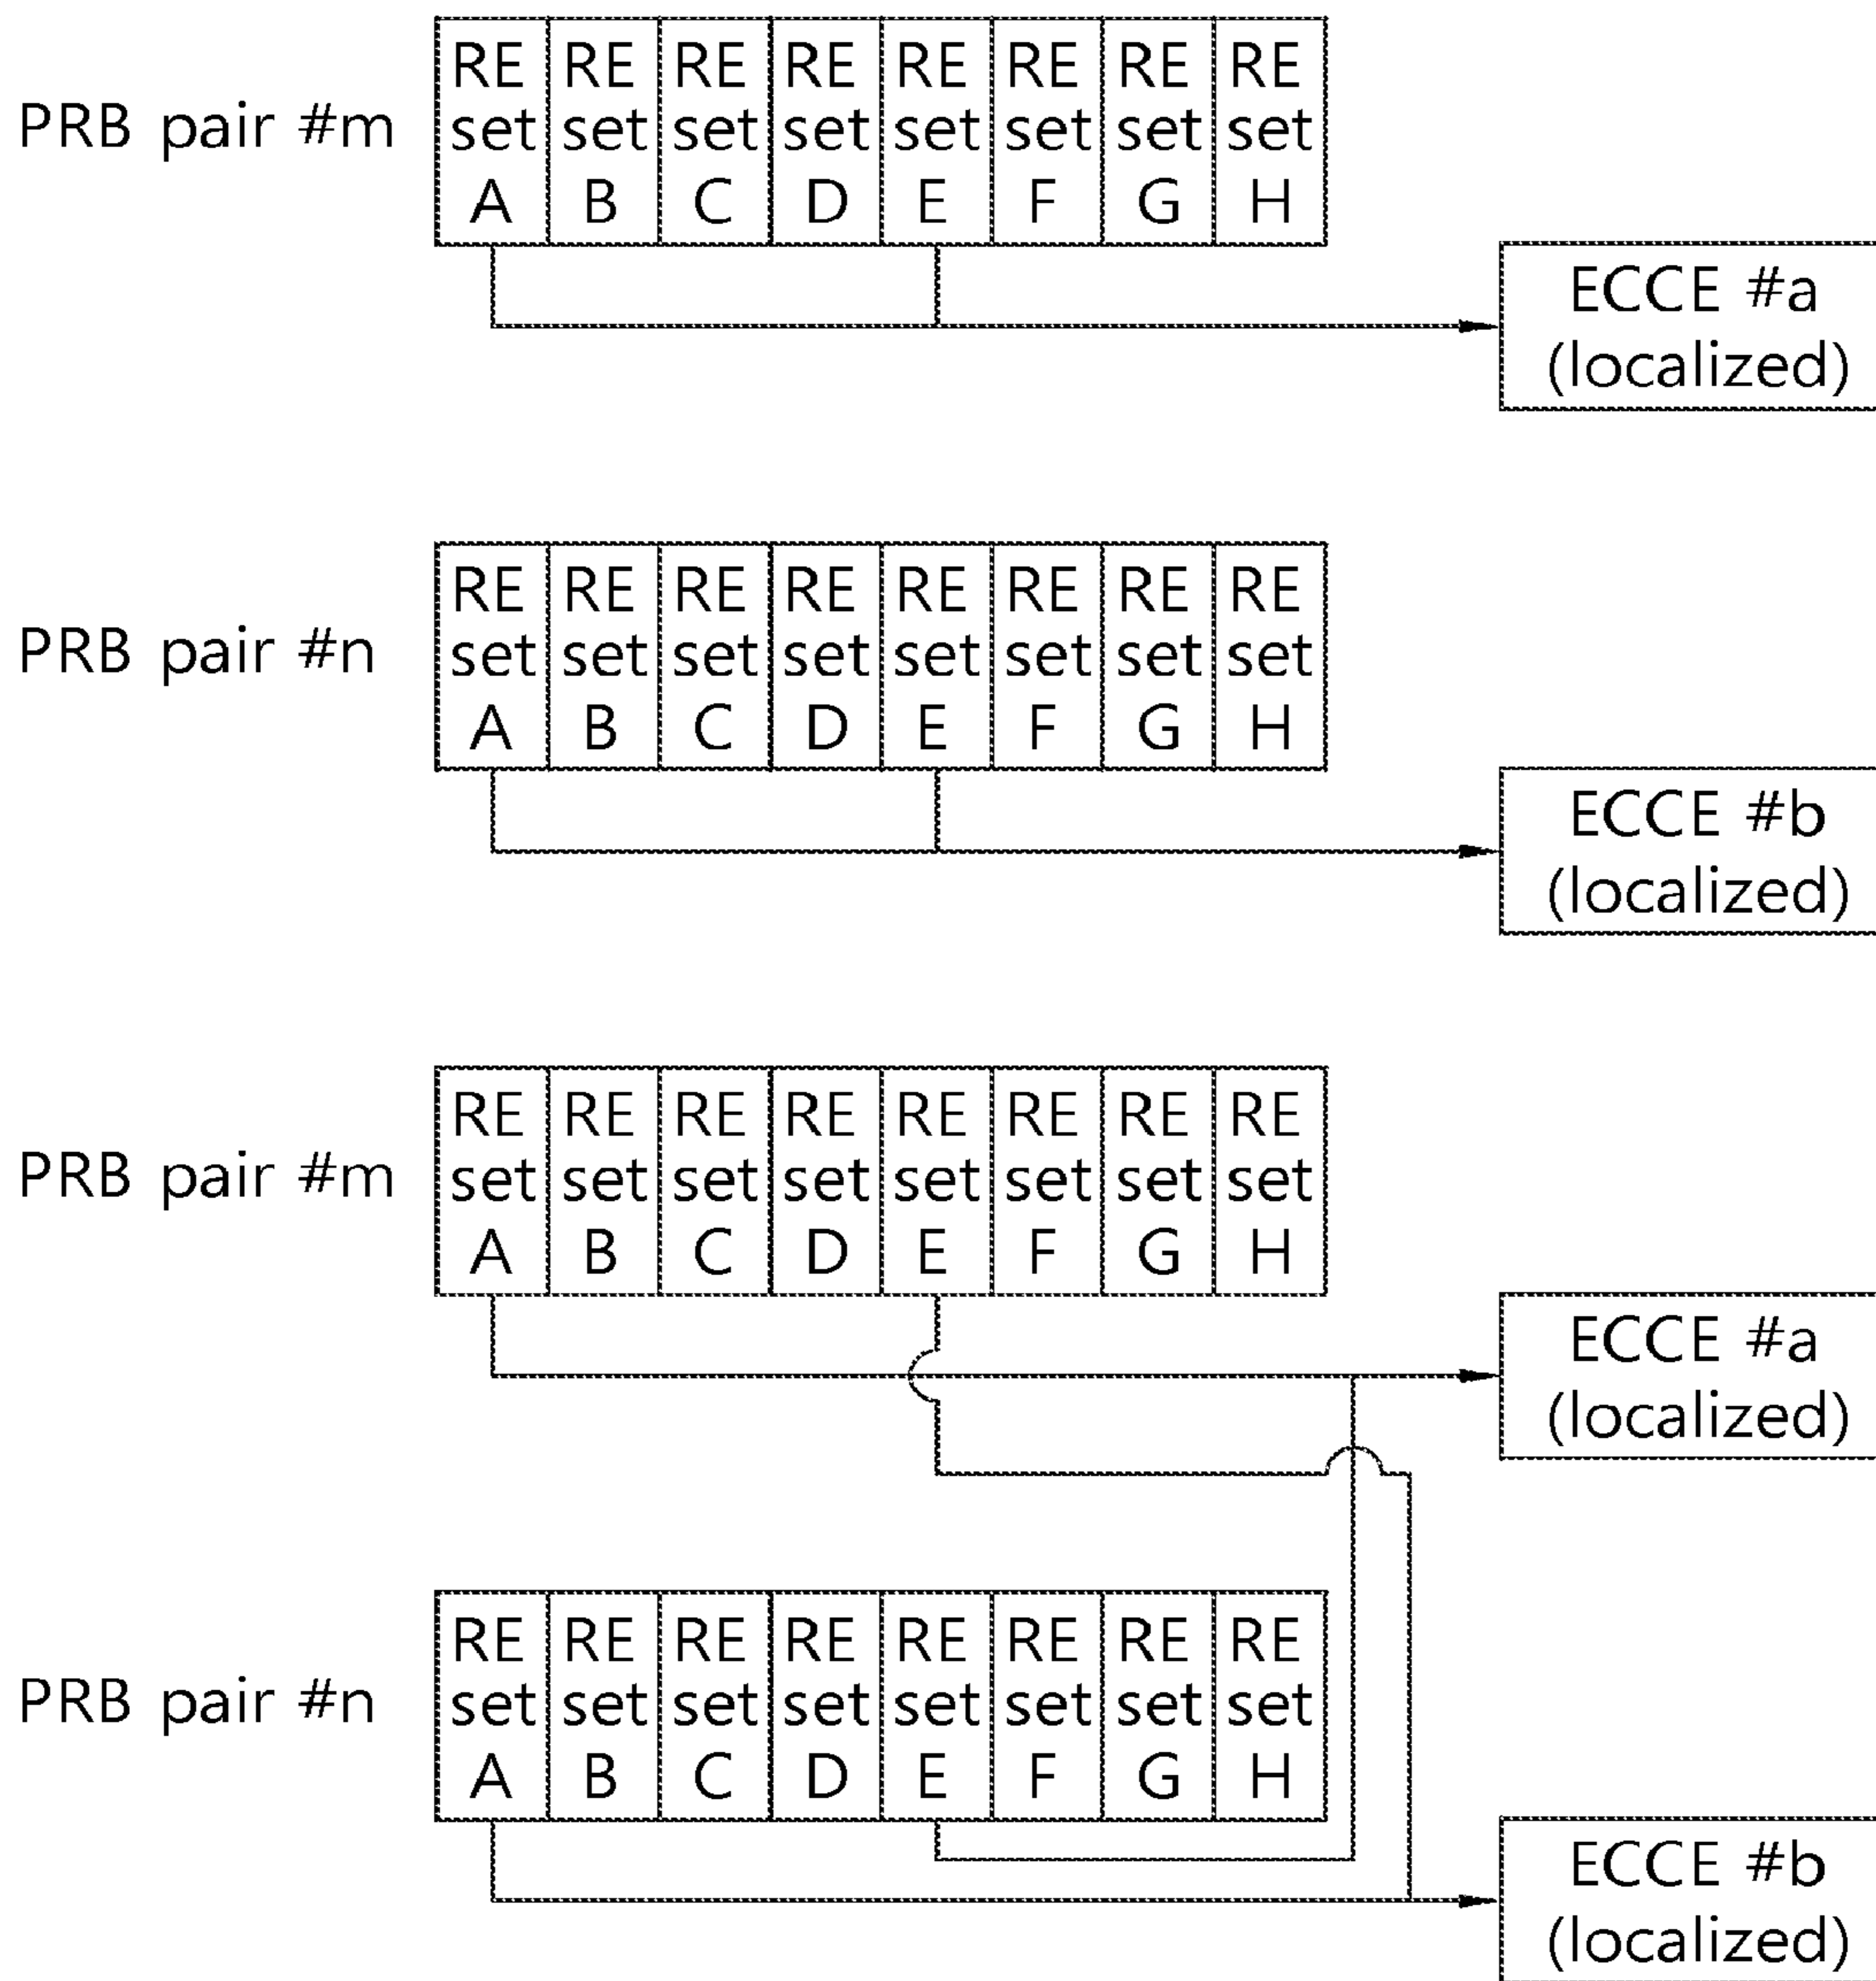 RE RE RE RE RE RE RE RE
PRB pair #m set set set set set set set set
A B C D E F G H
ECCE #a
(localized)
RE RE RE RE RE RE RE RE
PRB pair #n set set set set set set set set
A B C D E F G H
ECCE #b
(localized)
RE RE RE RE RE RE RE RE
PRB pair #m set set set set set set set set
A B C D E F G H
ECCE #a
(localized)
RE RE RE RE RE RE RE RE
PRB pair #n set set set set set set set set
A B C D E F G H
ECCE #b
(localized)